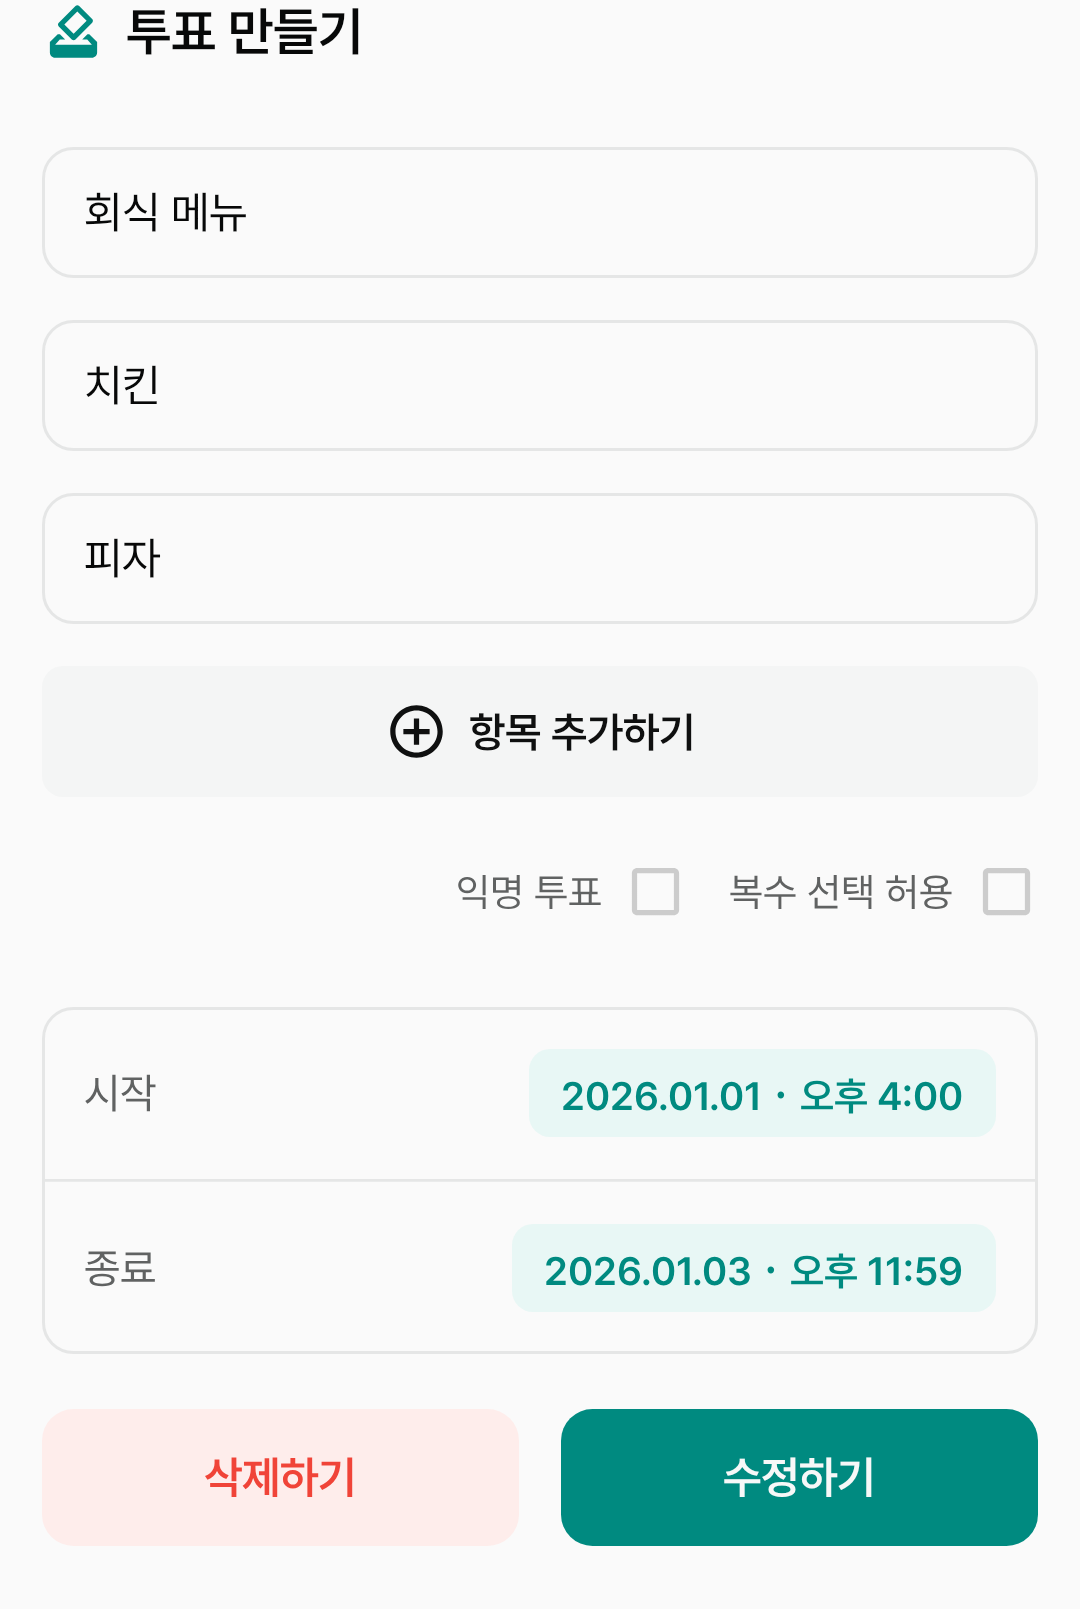 투표 만들기
회식 메뉴
치킨
피자
항목 추가하기
익명 투표 복수 선택 허용
시작 2026.01.01 · 오후 4:00
종료 2026.01.03 · 오후 11:59
삭제하기 수정하기